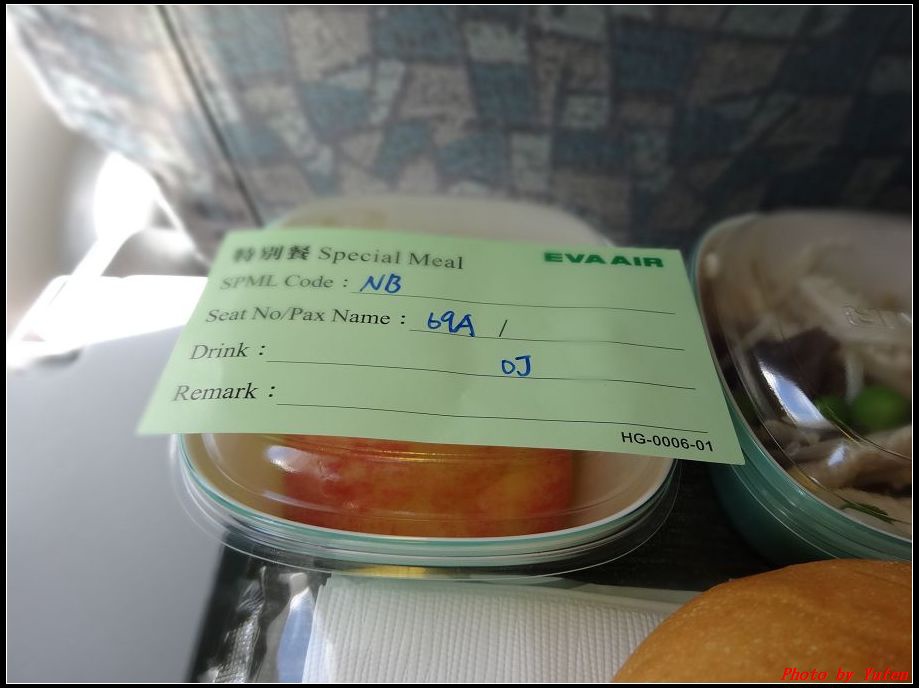 特別餐 Special Meal EVA AIR
SPML Code : NB
Seat No/Pax Name : 69A /
Drink : OJ
Remark :
HG-0006-01
Photo by Yufen